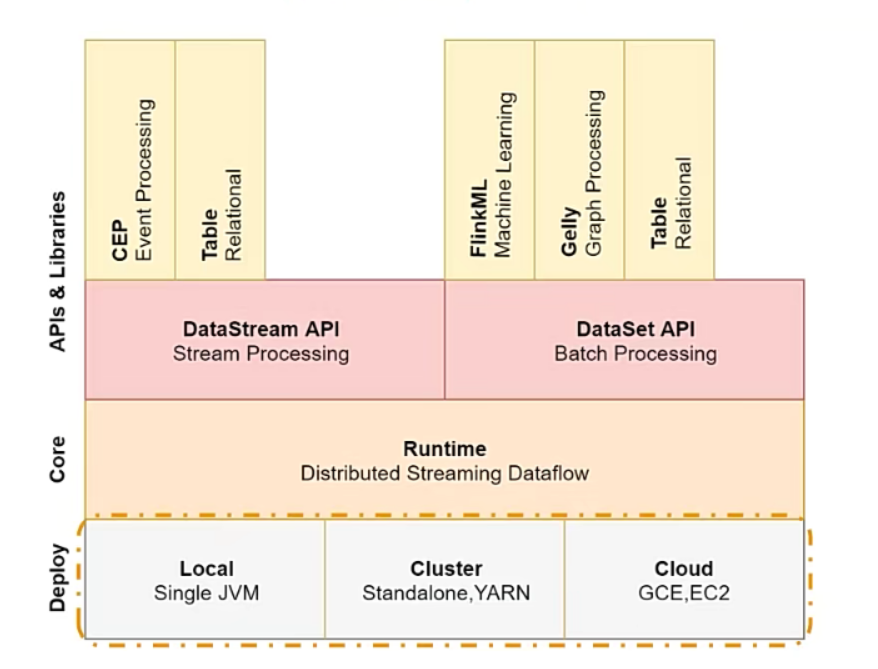 APIs & Libraries
CEP
Event Processing
Table
Relational
FlinkML
Machine Learning
Gelly
Graph Processing
Table
Relational
DataStream API
Stream Processing
DataSet API
Batch Processing
Core
Runtime
Distributed Streaming Dataflow
Deploy
Local
Single JVM
Cluster
Standalone,YARN
Cloud
GCE,EC2